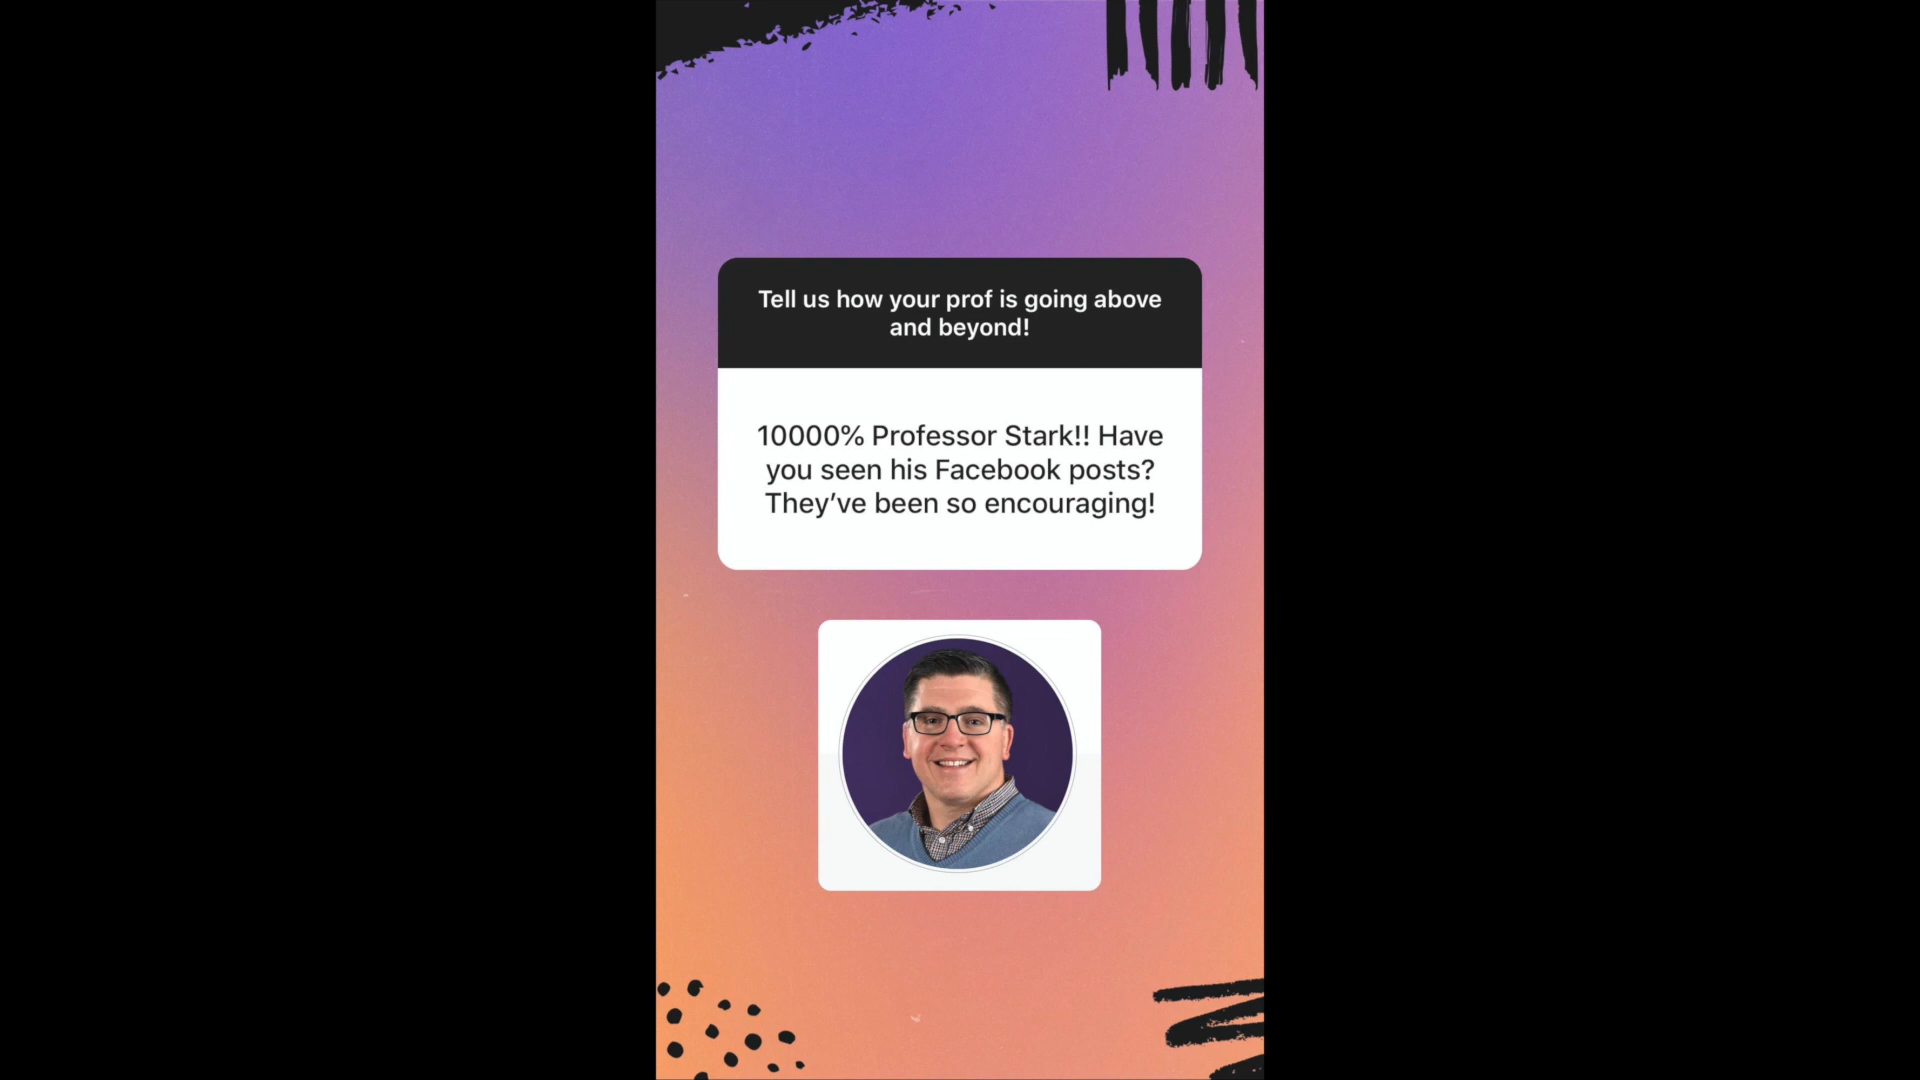 Tell us how your prof is going above
and beyond!
10000% Professor Stark!! Have
you seen his Facebook posts?
They’ve been so encouraging!